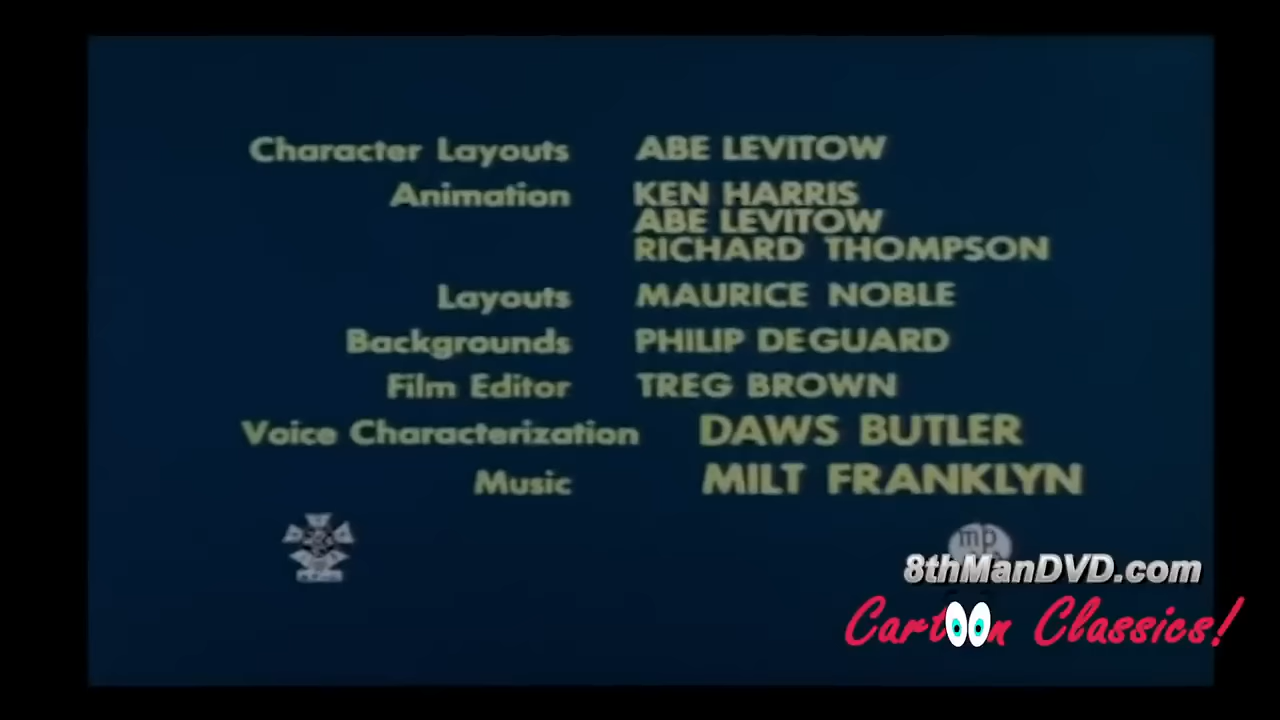 Character Layouts ABE LEVITOW
Animation KEN HARRIS
ABE LEVITOW
RICHARD THOMPSON
Layouts MAURICE NOBLE
Backgrounds PHILIP DEGUARD
Film Editor TREG BROWN
Voice Characterization DAWS BUTLER
Music MILT FRANKLYN
mp
8thManDVD.com
Cartoon Classics!